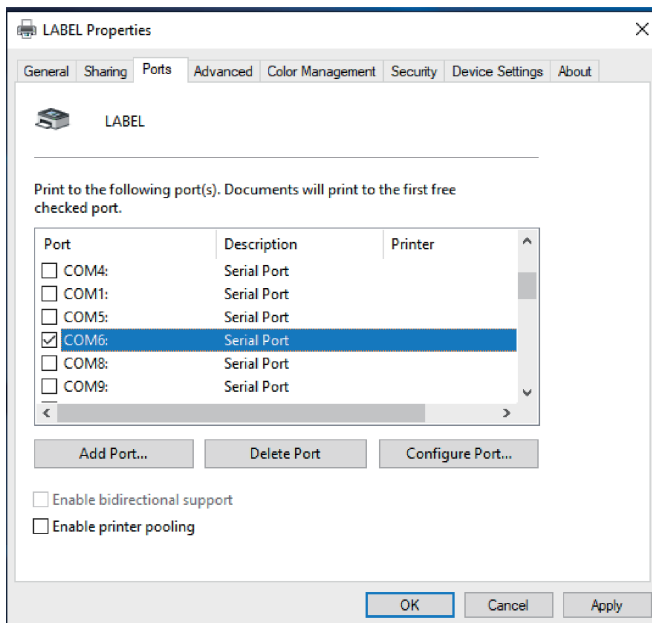 LABEL Properties
General Sharing Ports Advanced Color Management Security Device Settings About
LABEL
Print to the following port(s). Documents will print to the first free
checked port.
Port Description Printer
COM4: Serial Port
COM1: Serial Port
COM5: Serial Port
COM6: Serial Port
COM8: Serial Port
COM9: Serial Port
Add Port... Delete Port Configure Port...
Enable bidirectional support
Enable printer pooling
OK Cancel Apply